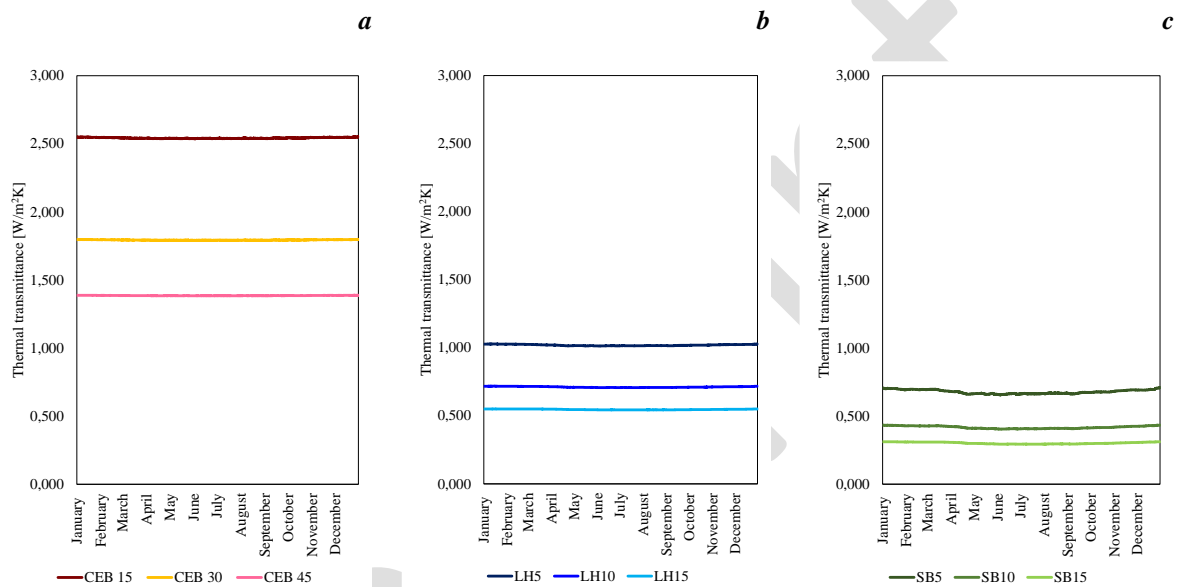 a
3,000
2,500
2,000
1,500
1,000
0,500
0,000
Thermal transmittance [W/m²K]
January
February
March
April
May
June
July
August
September
October
November
December
CEB 15 CEB 30 CEB 45
b
3,000
2,500
2,000
1,500
1,000
0,500
0,000
Thermal transmittance [W/m²K]
January
February
March
April
May
June
July
August
September
October
November
December
LH5 LH10 LH15
c
3,000
2,500
2,000
1,500
1,000
0,500
0,000
Thermal transmittance [W/m²K]
January
February
March
April
May
June
July
August
September
October
November
December
SB5 SB10 SB15